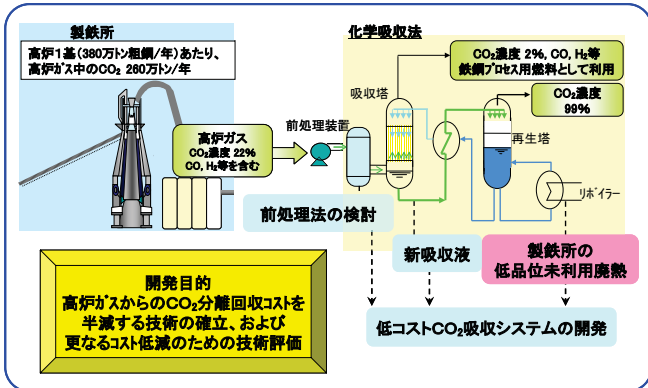 製鉄所
高炉1基(380万トン粗鋼/年)あたり、
高炉ガス中のCO₂ 260万トン/年
高炉ガス
CO₂濃度 22%
CO, H₂等を含む
化学吸収法
CO₂濃度 2%, CO, H₂等
鉄鋼プロセス用燃料として利用
CO₂濃度
99%
前処理装置
吸収塔
再生塔
リボイラー
前処理法の検討
新吸収液
製鉄所の
低品位未利用廃熱
低コストCO₂吸収システムの開発
開発目的
高炉ガスからのCO₂分離回収コストを
半減する技術の確立、および
更なるコスト低減のための技術評価